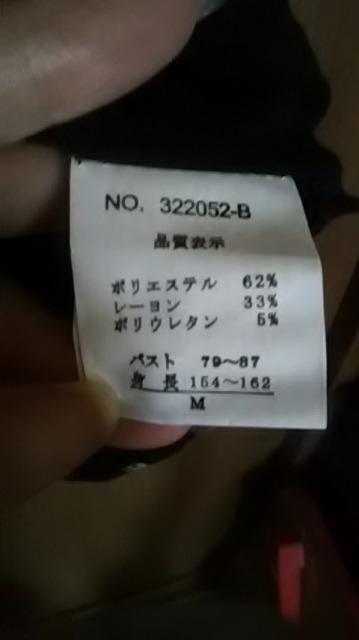 NO. 322052-B
品質表示
ポリエステル 62%
レーヨン 33%
ポリウレタン 5%
バスト 79～87
身長 154～162
M